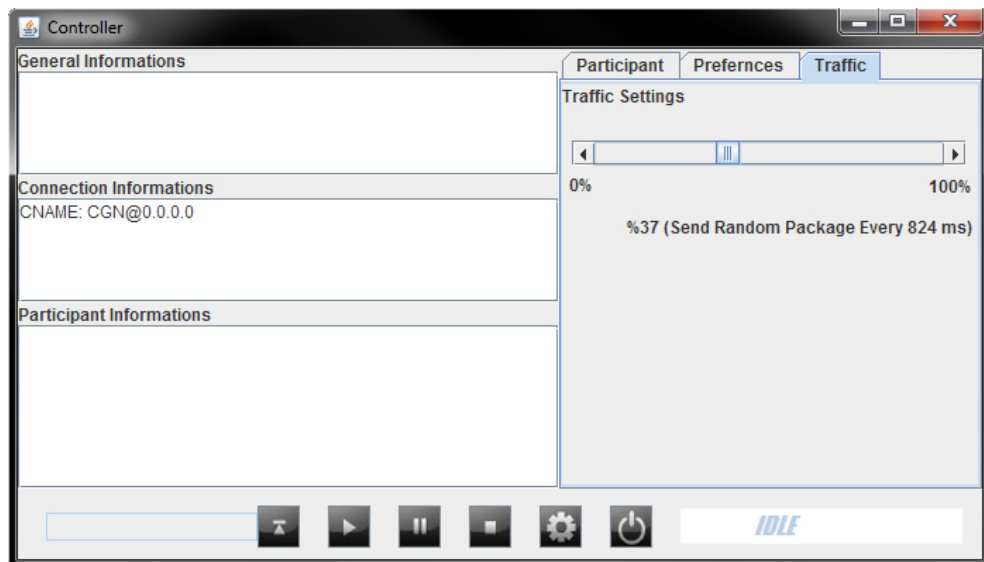 Controller
General Informations
Connection Informations
CNAME: CGN@0.0.0.0
Participant Informations
Participant
Prefernces
Traffic
Traffic Settings
0%
100%
%37 (Send Random Package Every 824 ms)
IDLE